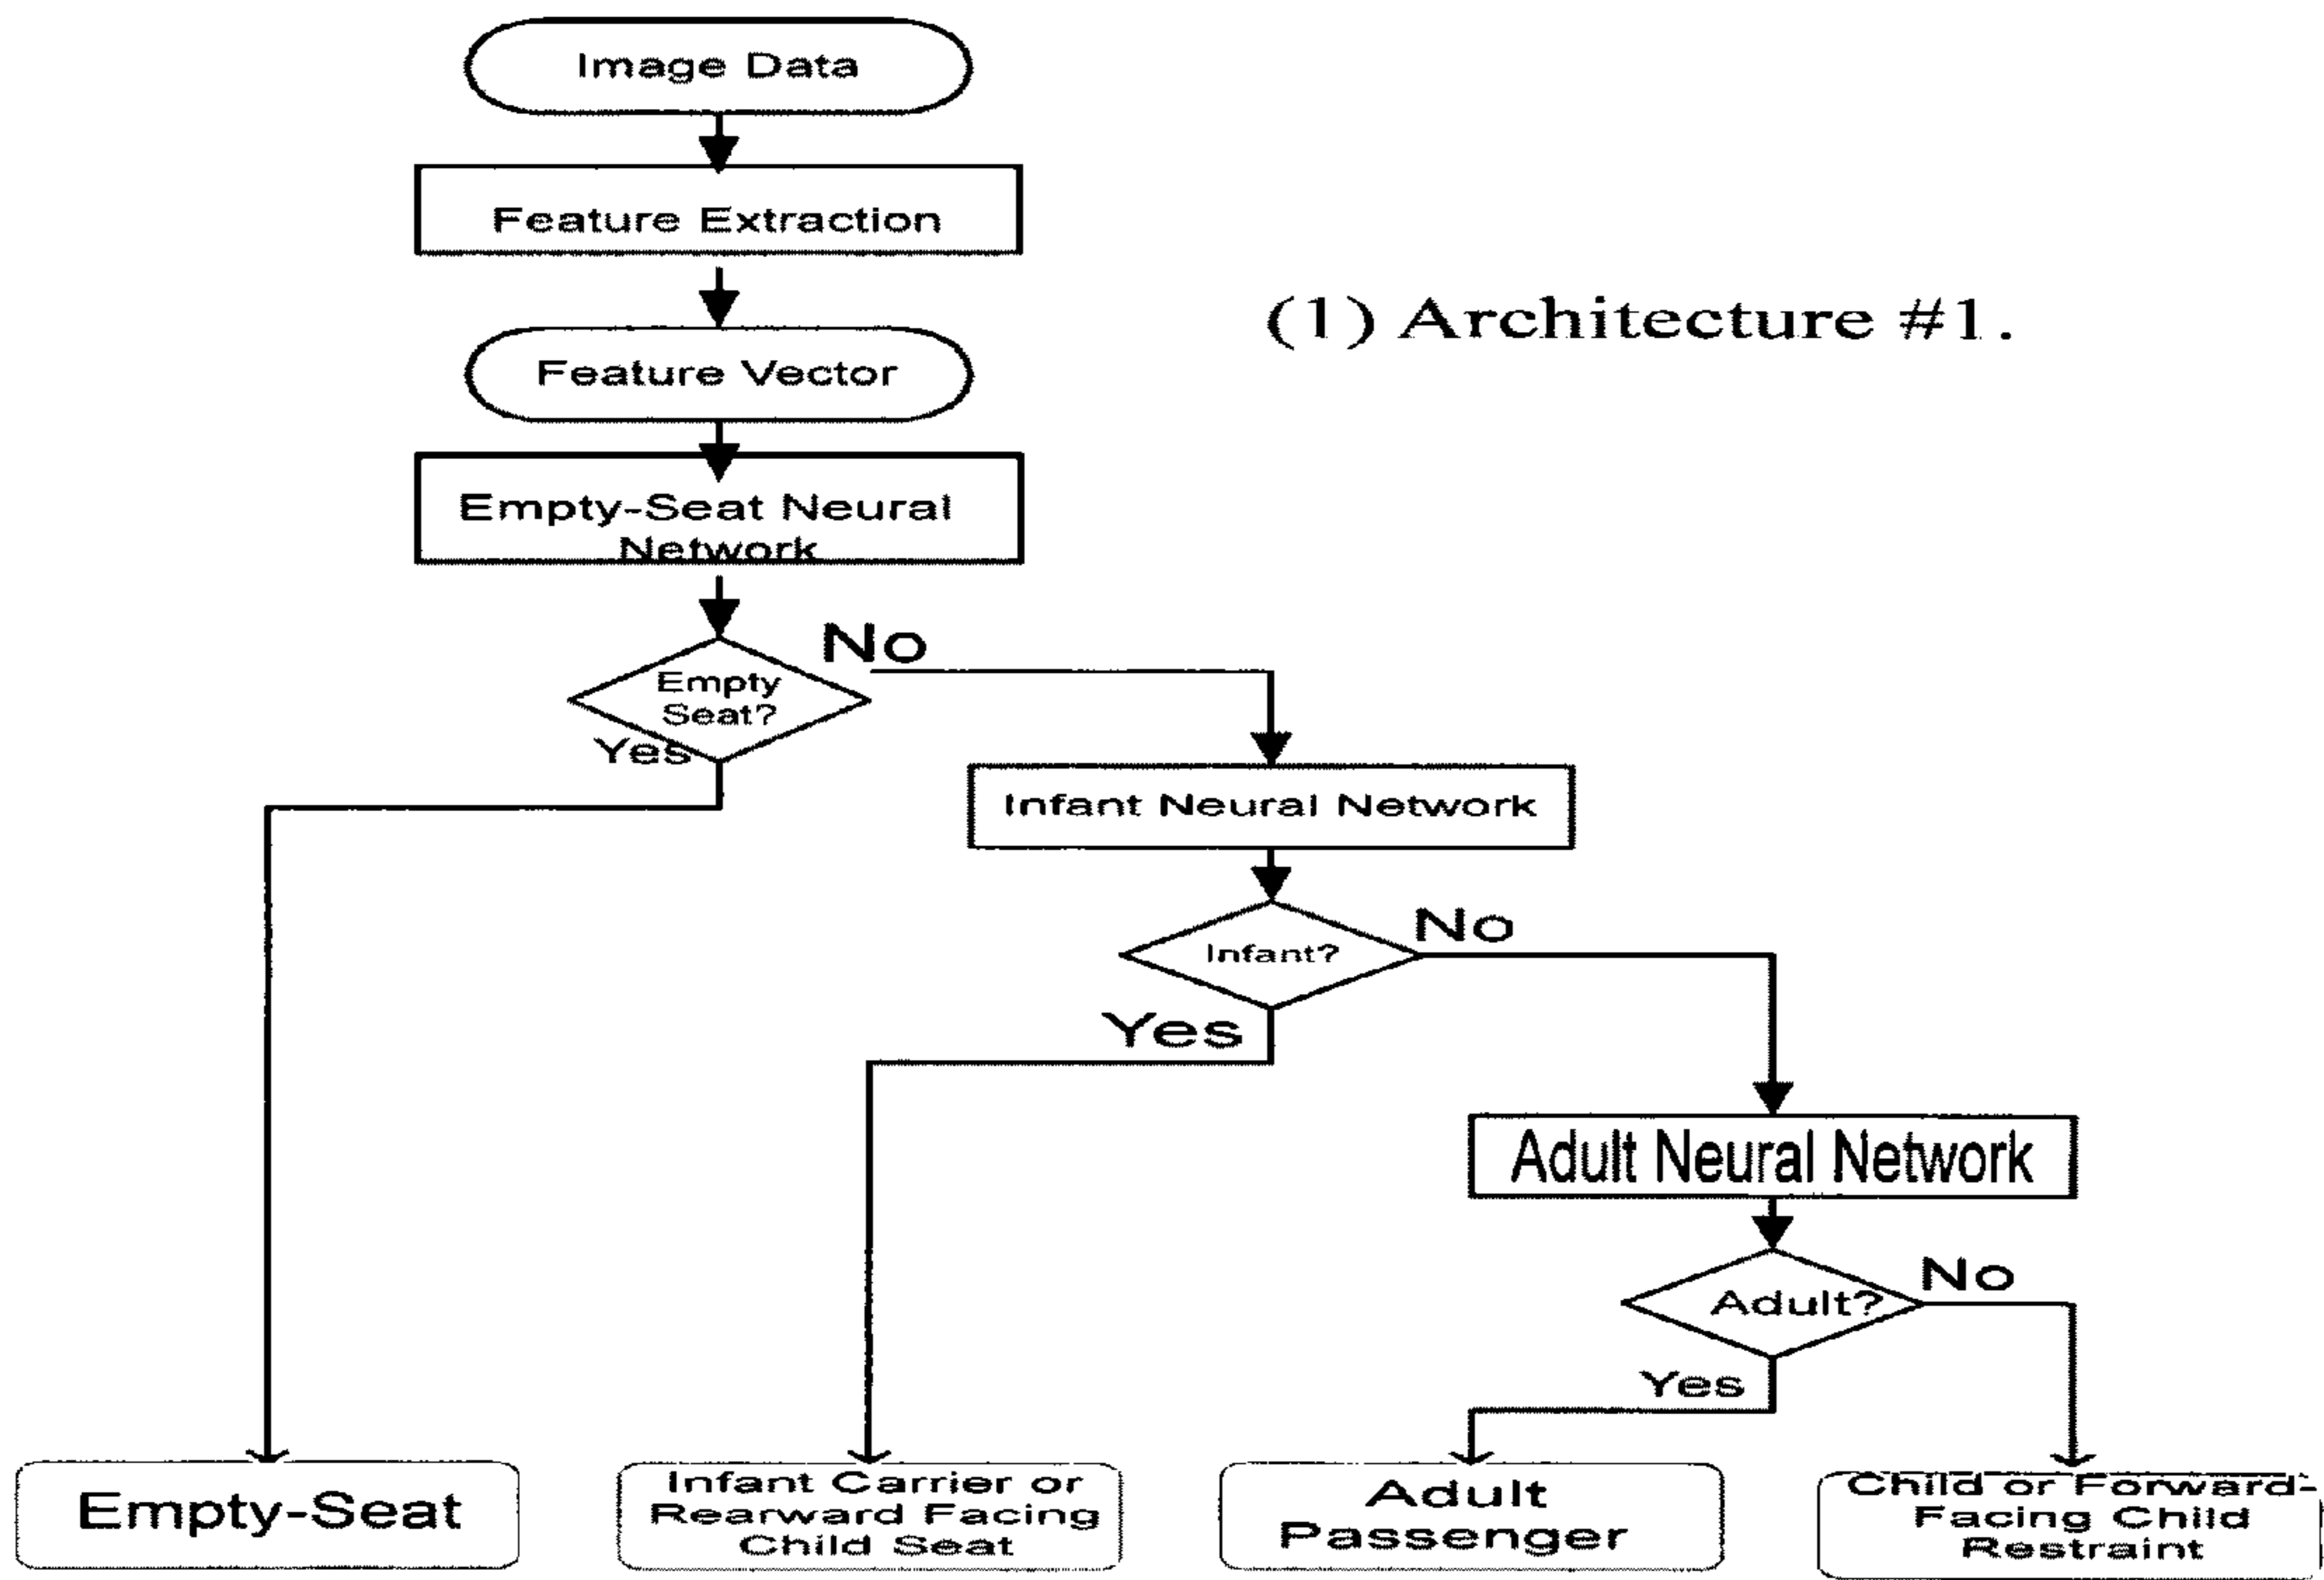 Image Data
Feature Extraction
(1) Architecture #1.
Feature Vector
Empty-Seat Neural
Network
No
Empty
Seat?
Yes
Infant Neural Network
No
Infant?
Yes
Adult Neural Network
No
Adult?
Yes
Empty-Seat
Infant Carrier or
Rearward Facing
Child Seat
Adult
Passenger
Child or Forward-
Facing Child
Restraint